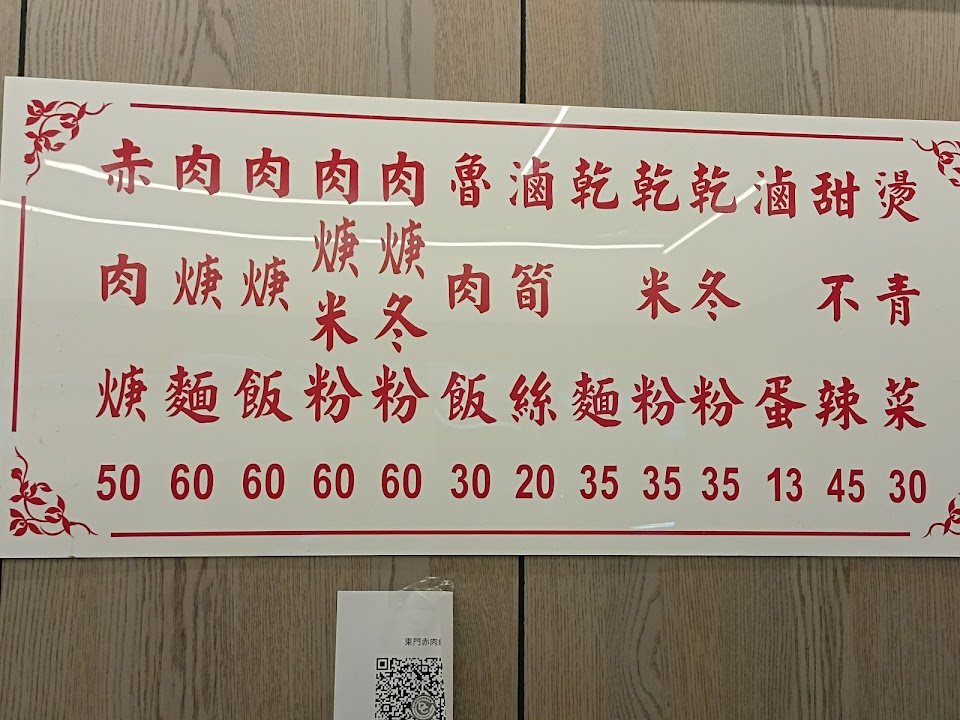 赤肉焿 50
肉焿麵 60
肉焿飯 60
肉焿米粉 60
肉焿冬粉 60
魯肉飯 30
滷筍絲 20
乾麵 35
乾米粉 35
乾冬粉 35
滷蛋 13
甜不辣 45
燙青菜 30
東門赤肉